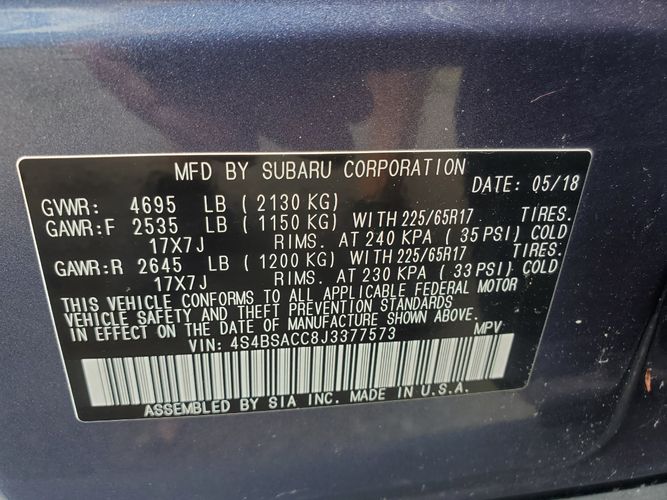 MFD BY SUBARU CORPORATION
DATE: 05/18
GVWR: 4695 LB (2130 KG)
GAWR:F 2535 LB (1150 KG) WITH 225/65R17 TIRES.
17X7J RIMS. AT 240 KPA (35 PSI) COLD
GAWR:R 2645 LB (1200 KG) WITH 225/65R17 TIRES.
17X7J RIMS. AT 230 KPA (33 PSI) COLD
THIS VEHICLE CONFORMS TO ALL APPLICABLE FEDERAL MOTOR
VEHICLE SAFETY AND THEFT PREVENTION STANDARDS
IN EFFECT ON THE DATE OF MANUFACTURE SHOWN ABOVE.
VIN: 4S4BSACC8J3377573 MPV
ASSEMBLED BY SIA INC. MADE IN U.S.A.